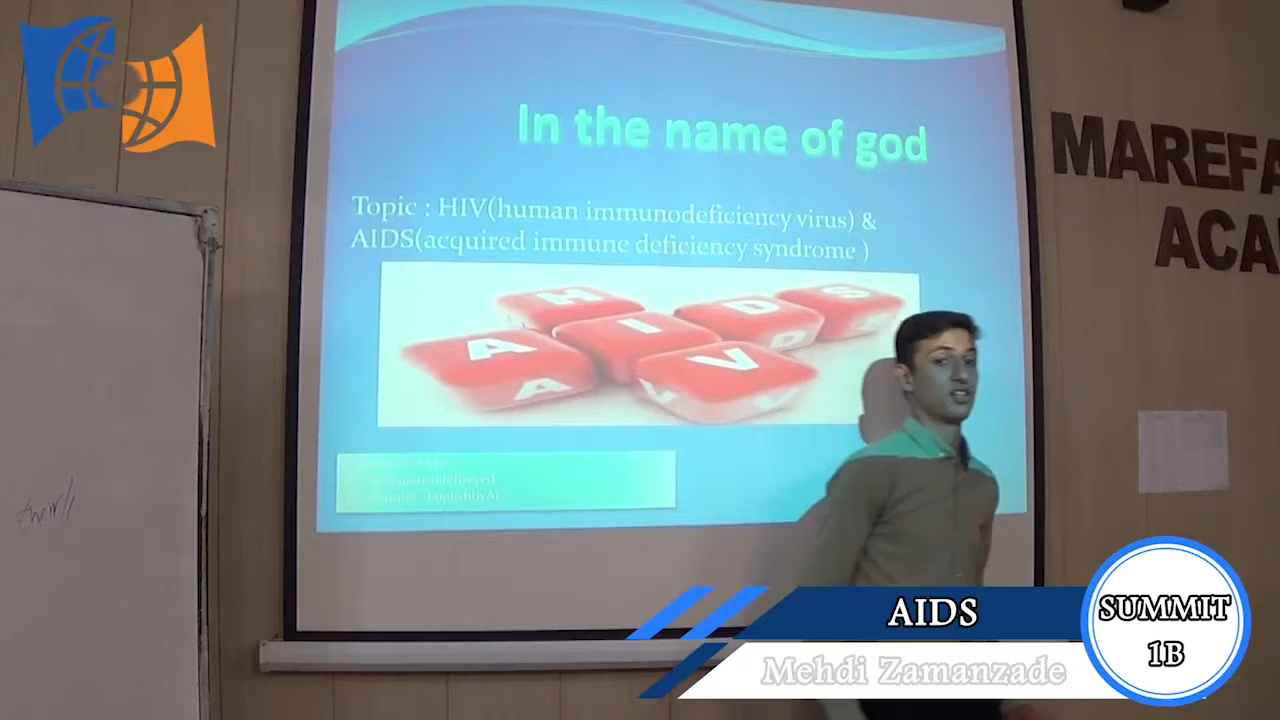 In the name of god
MAREFA
ACA
Topic : HIV(human immunodeficiency virus) &
AIDS(acquired immune deficiency syndrome )
H I D S
A V
A V D
AIDS
Mehdi Zamanzade
SUMMIT
1B